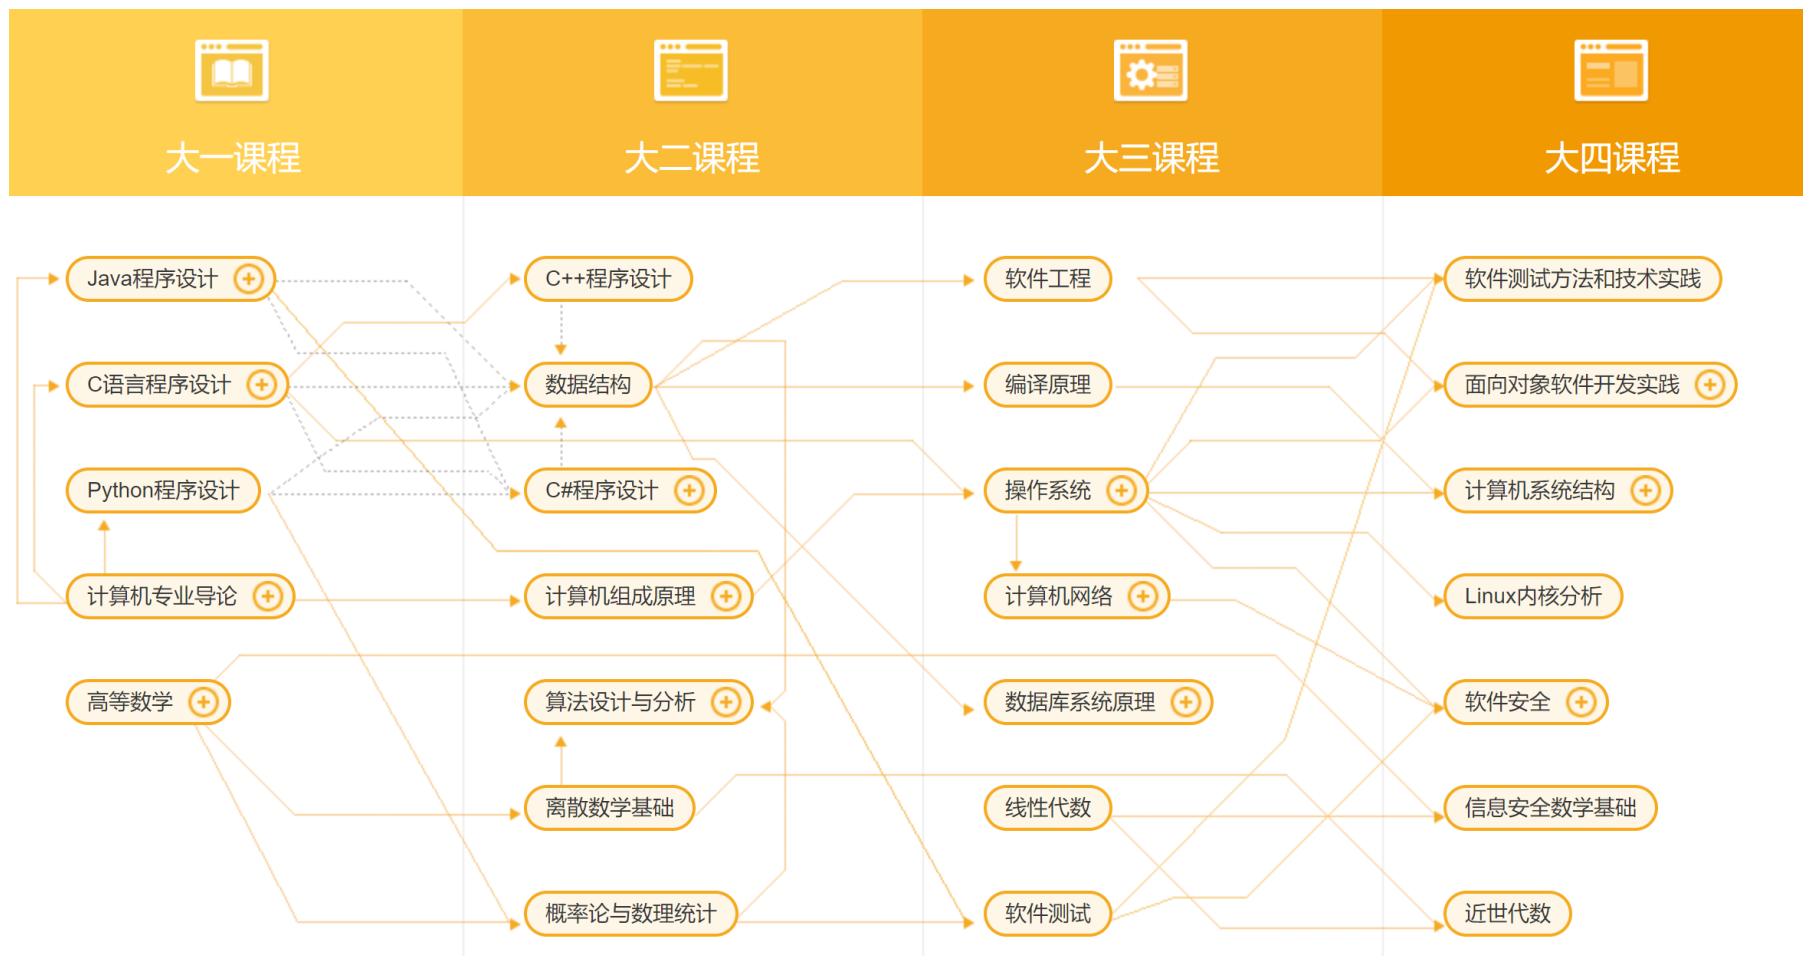 大一课程
大二课程
大三课程
大四课程
Java程序设计
C++程序设计
软件工程
软件测试方法和技术实践
C语言程序设计
数据结构
编译原理
面向对象软件开发实践
Python程序设计
C#程序设计
操作系统
计算机系统结构
计算机专业导论
计算机组成原理
计算机网络
Linux内核分析
高等数学
算法设计与分析
数据库系统原理
软件安全
离散数学基础
线性代数
信息安全数学基础
概率论与数理统计
软件测试
近世代数